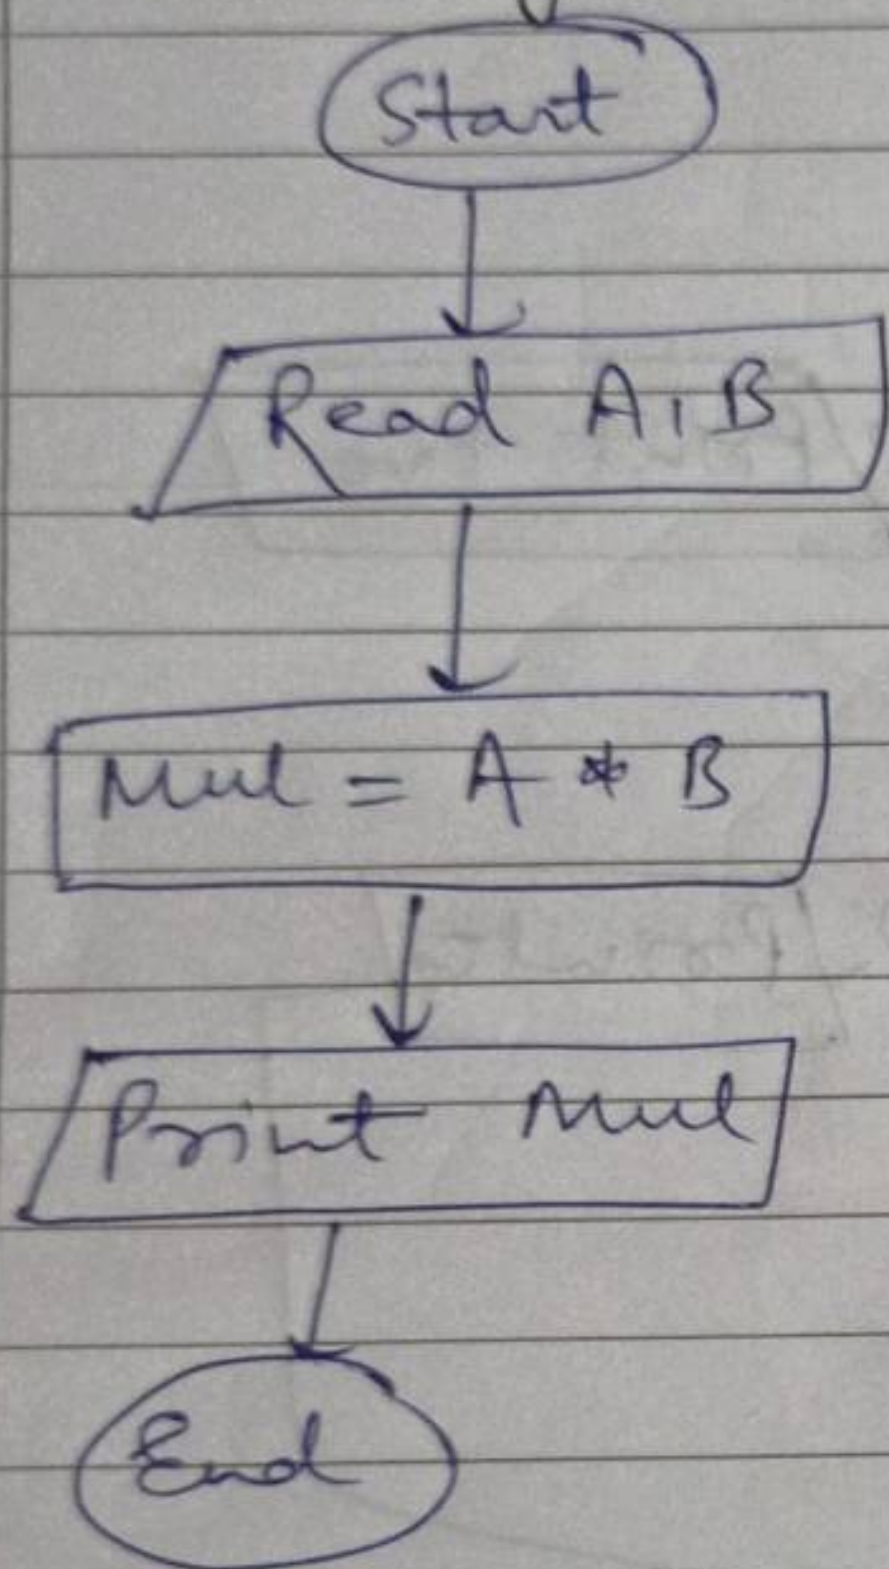 Start
Read A, B
Mul = A * B
Print Mul
End